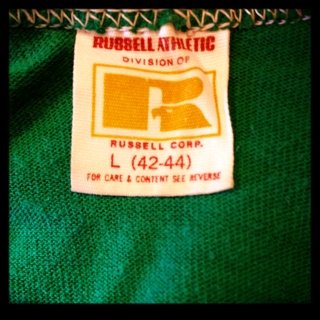 RUSSELL ATHLETIC
DIVISION OF
R
RUSSELL CORP.
L (42-44)
FOR CARE & CONTENT SEE REVERSE